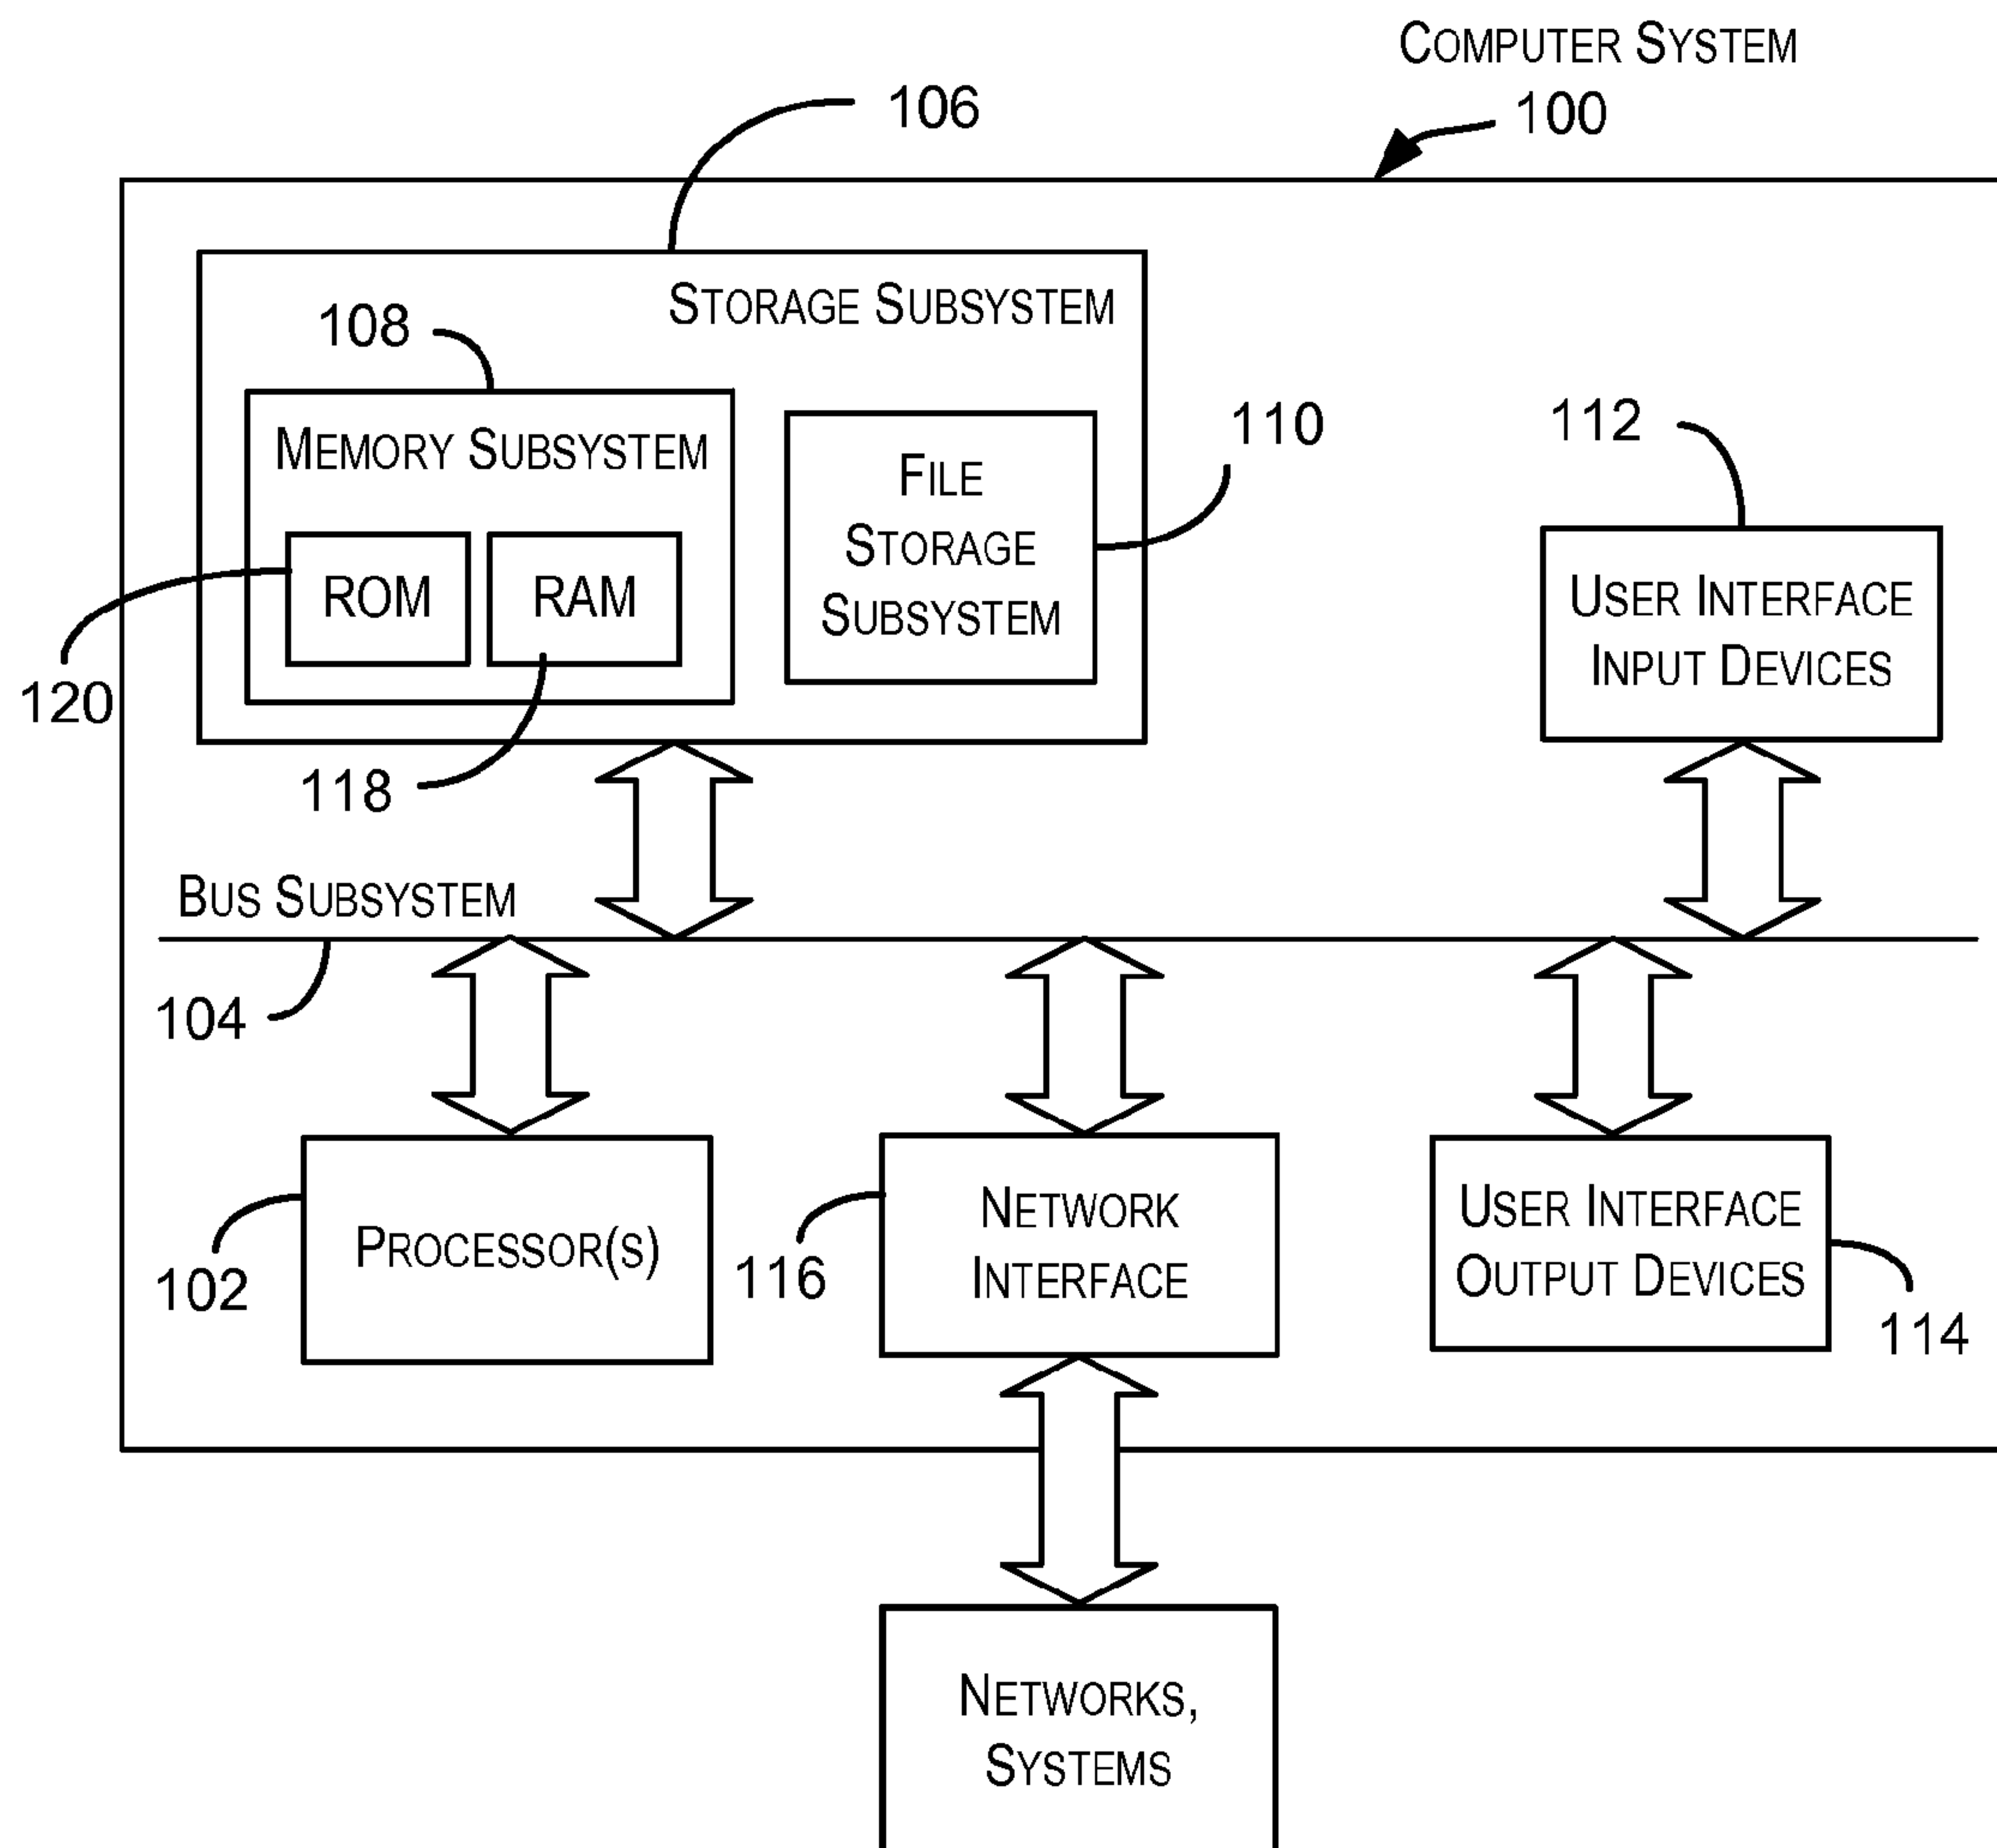 COMPUTER SYSTEM
100
106
STORAGE SUBSYSTEM
108
MEMORY SUBSYSTEM
110
112
FILE
STORAGE
SUBSYSTEM
ROM
RAM
USER INTERFACE
INPUT DEVICES
120
118
BUS SUBSYSTEM
104
PROCESSOR(S)
102
NETWORK
INTERFACE
116
USER INTERFACE
OUTPUT DEVICES
114
NETWORKS,
SYSTEMS